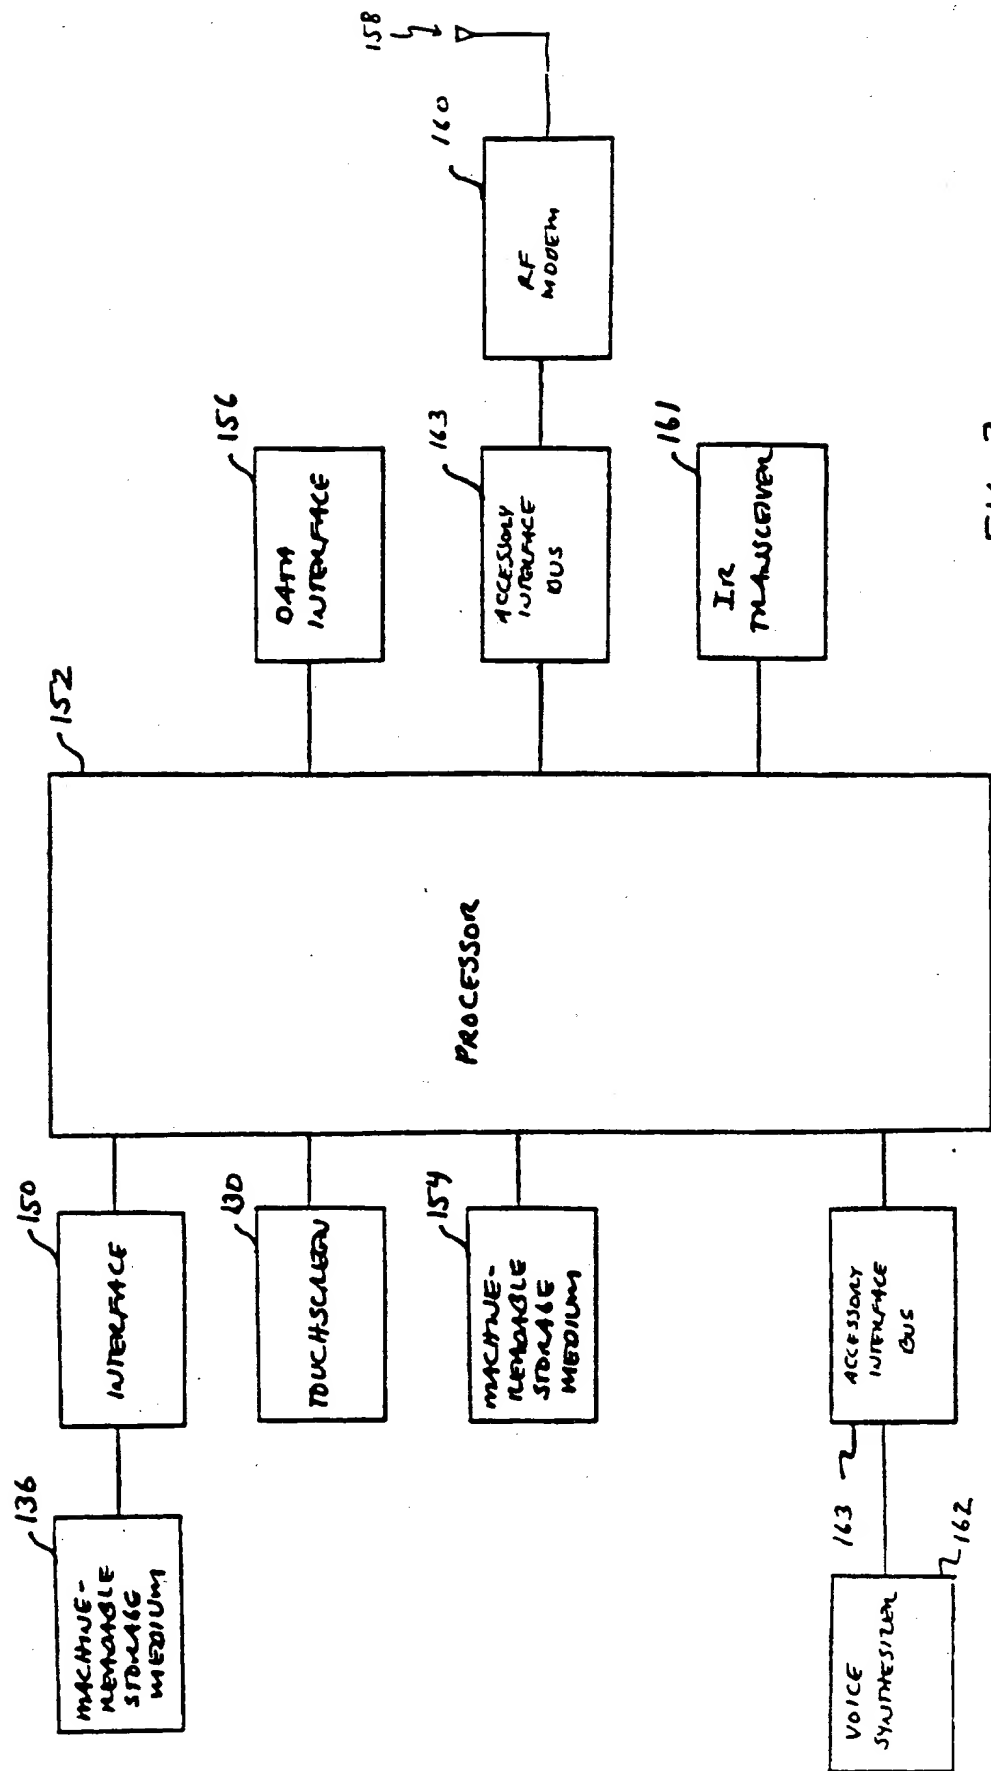 158
160
RF
MODEM
156
DATA
INTERFACE
163
ACCESSORY
INTERFACE
BUS
161
IR
TRANSCEIVER
152
PROCESSOR
150
INTERFACE
130
TOUCHSCREEN
154
MACHINE-
READABLE
STORAGE
MEDIUM
ACCESSORY
INTERFACE
BUS
163
136
MACHINE-
READABLE
STORAGE
MEDIUM
162
VOICE
SYNTHESIZER